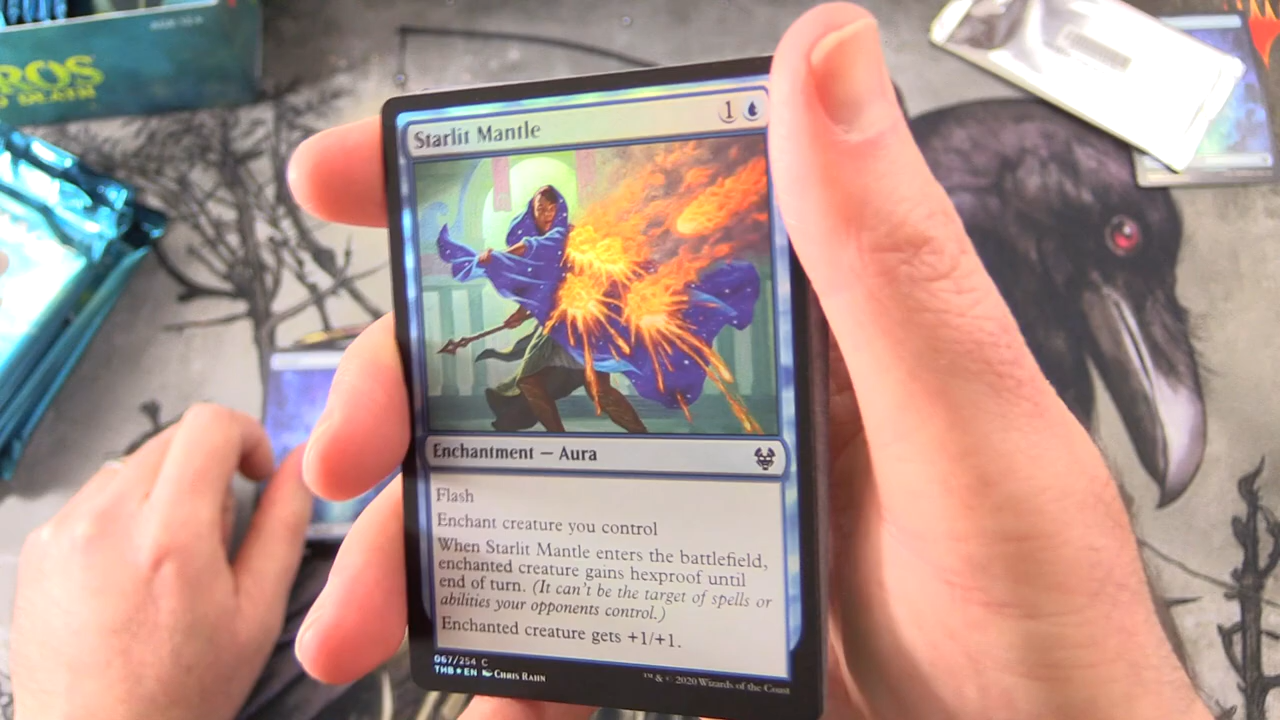 ROS
Starlit Mantle
1
Enchantment — Aura
Flash
Enchant creature you control
When Starlit Mantle enters the battlefield,
enchanted creature gains hexproof until
end of turn. (It can't be the target of spells or
abilities your opponents control.)
Enchanted creature gets +1/+1.
067/254 C
THB★EN Chris Rahn
™ & © 2020 Wizards of the Coast